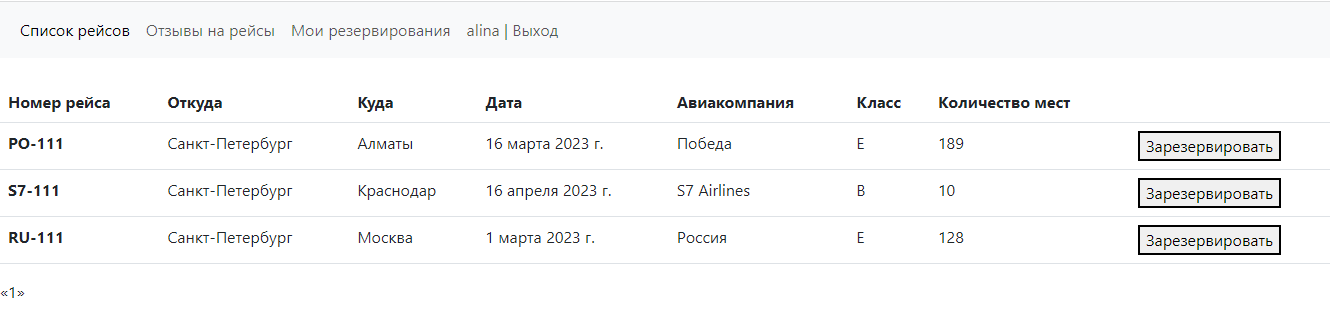 Список рейсов Отзывы на рейсы Мои резервирования alina | Выход
Номер рейса Откуда Куда Дата Авиакомпания Класс Количество мест
PO-111 Санкт-Петербург Алматы 16 марта 2023 г. Победа E 189 Зарезервировать
S7-111 Санкт-Петербург Краснодар 16 апреля 2023 г. S7 Airlines B 10 Зарезервировать
RU-111 Санкт-Петербург Москва 1 марта 2023 г. Россия E 128 Зарезервировать
«1»